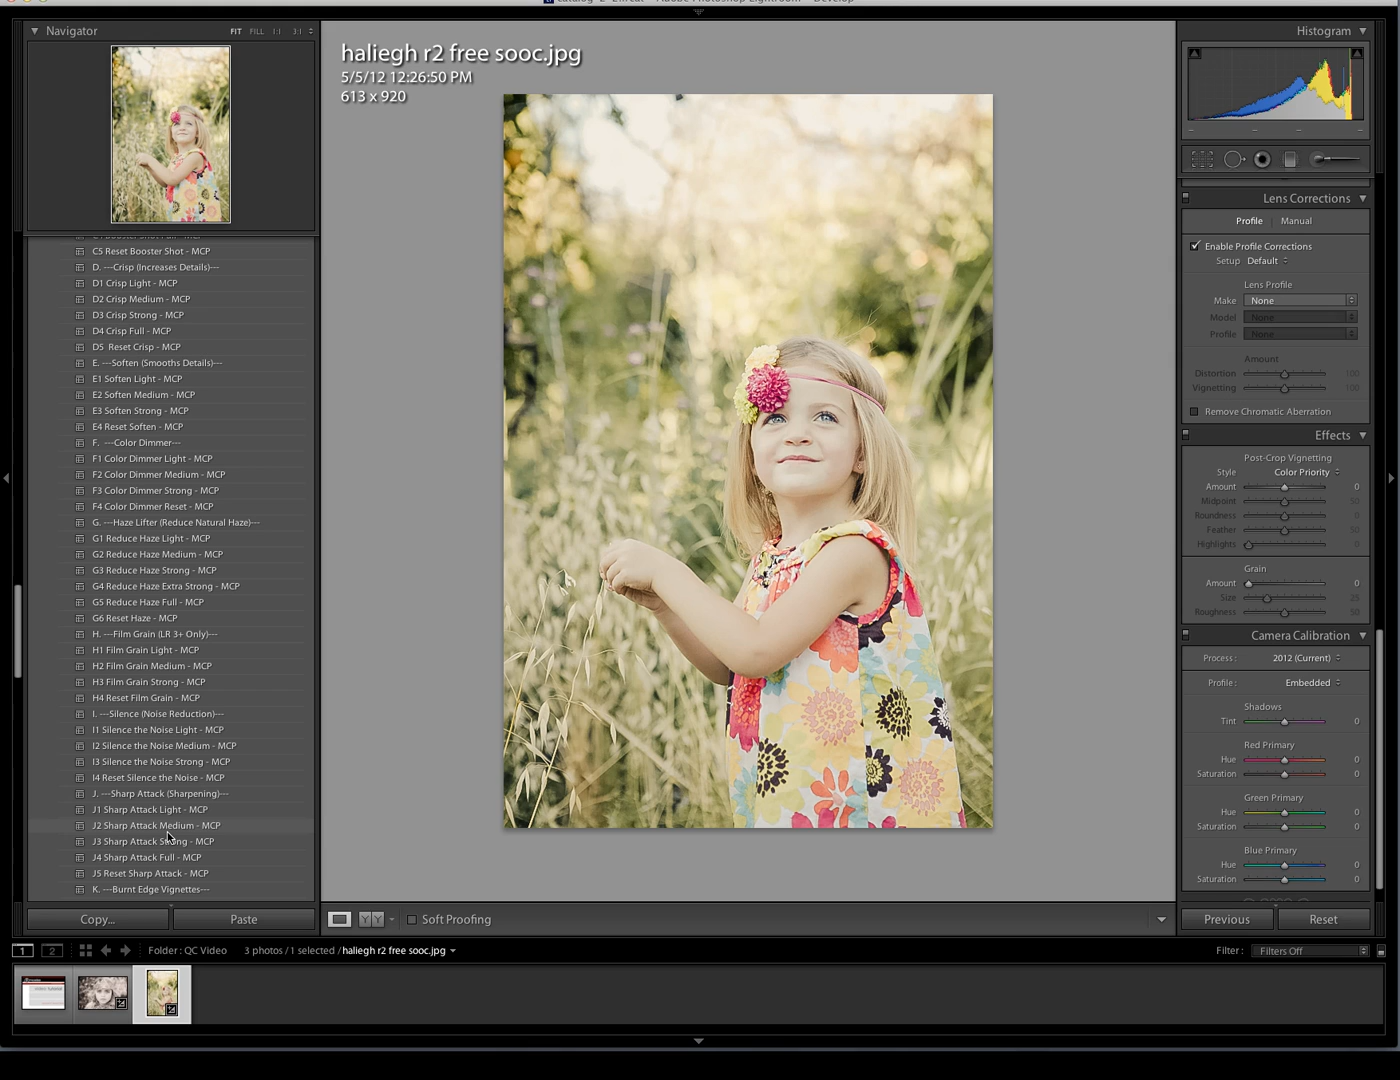 Navigator
FIT FILL 1:1 3:1
C5 Reset Booster Shot - MCP
D. ---Crisp (Increases Details)---
D1 Crisp Light - MCP
D2 Crisp Medium - MCP
D3 Crisp Strong - MCP
D4 Crisp Full - MCP
D5 Reset Crisp - MCP
E. ---Soften (Smooths Details)---
E1 Soften Light - MCP
E2 Soften Medium - MCP
E3 Soften Strong - MCP
E4 Reset Soften - MCP
F. ---Color Dimmer---
F1 Color Dimmer Light - MCP
F2 Color Dimmer Medium - MCP
F3 Color Dimmer Strong - MCP
F4 Color Dimmer Reset - MCP
G. ---Haze Lifter (Reduce Natural Haze)---
G1 Reduce Haze Light - MCP
G2 Reduce Haze Medium - MCP
G3 Reduce Haze Strong - MCP
G4 Reduce Haze Extra Strong - MCP
G5 Reduce Haze Full - MCP
G6 Reset Haze - MCP
H. ---Film Grain (LR 3+ Only)---
H1 Film Grain Light - MCP
H2 Film Grain Medium - MCP
H3 Film Grain Strong - MCP
H4 Reset Film Grain - MCP
I. ---Silence (Noise Reduction)---
I1 Silence the Noise Light - MCP
I2 Silence the Noise Medium - MCP
I3 Silence the Noise Strong - MCP
I4 Reset Silence the Noise - MCP
J. ---Sharp Attack (Sharpening)---
J1 Sharp Attack Light - MCP
J2 Sharp Attack Medium - MCP
J3 Sharp Attack Strong - MCP
J4 Sharp Attack Full - MCP
J5 Reset Sharp Attack - MCP
K. ---Burnt Edge Vignettes---
Copy... Paste
haliegh r2 free sooc.jpg
5/5/12 12:26:50 PM
613 x 920
Soft Proofing
Histogram
Lens Corrections
Profile Manual
Enable Profile Corrections
Setup Default
Lens Profile
Make None
Model None
Profile None
Amount
Distortion 100
Vignetting 100
Remove Chromatic Aberration
Effects
Post-Crop Vignetting
Style Color Priority
Amount 0
Midpoint 50
Roundness 0
Feather 50
Highlights 0
Grain
Amount 0
Size 25
Roughness 50
Camera Calibration
Process : 2012 (Current)
Profile : Embedded
Shadows
Tint 0
Red Primary
Hue 0
Saturation 0
Green Primary
Hue 0
Saturation 0
Blue Primary
Hue 0
Saturation 0
Previous Reset
1 2 Folder : QC Video 3 photos / 1 selected / haliegh r2 free sooc.jpg Filter : Filters Off